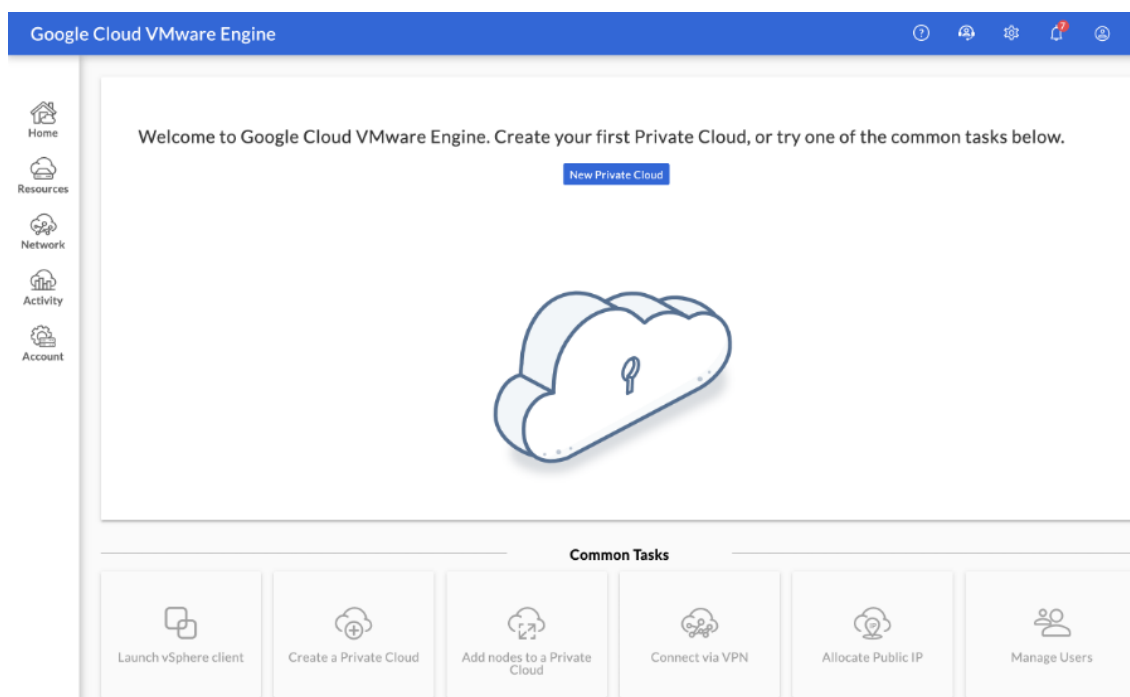 Google Cloud VMware Engine
7
Home
Resources
Network
Activity
Account
Welcome to Google Cloud VMware Engine. Create your first Private Cloud, or try one of the common tasks below.
New Private Cloud
Common Tasks
Launch vSphere client
Create a Private Cloud
Add nodes to a Private
Cloud
Connect via VPN
IP
Allocate Public IP
Manage Users